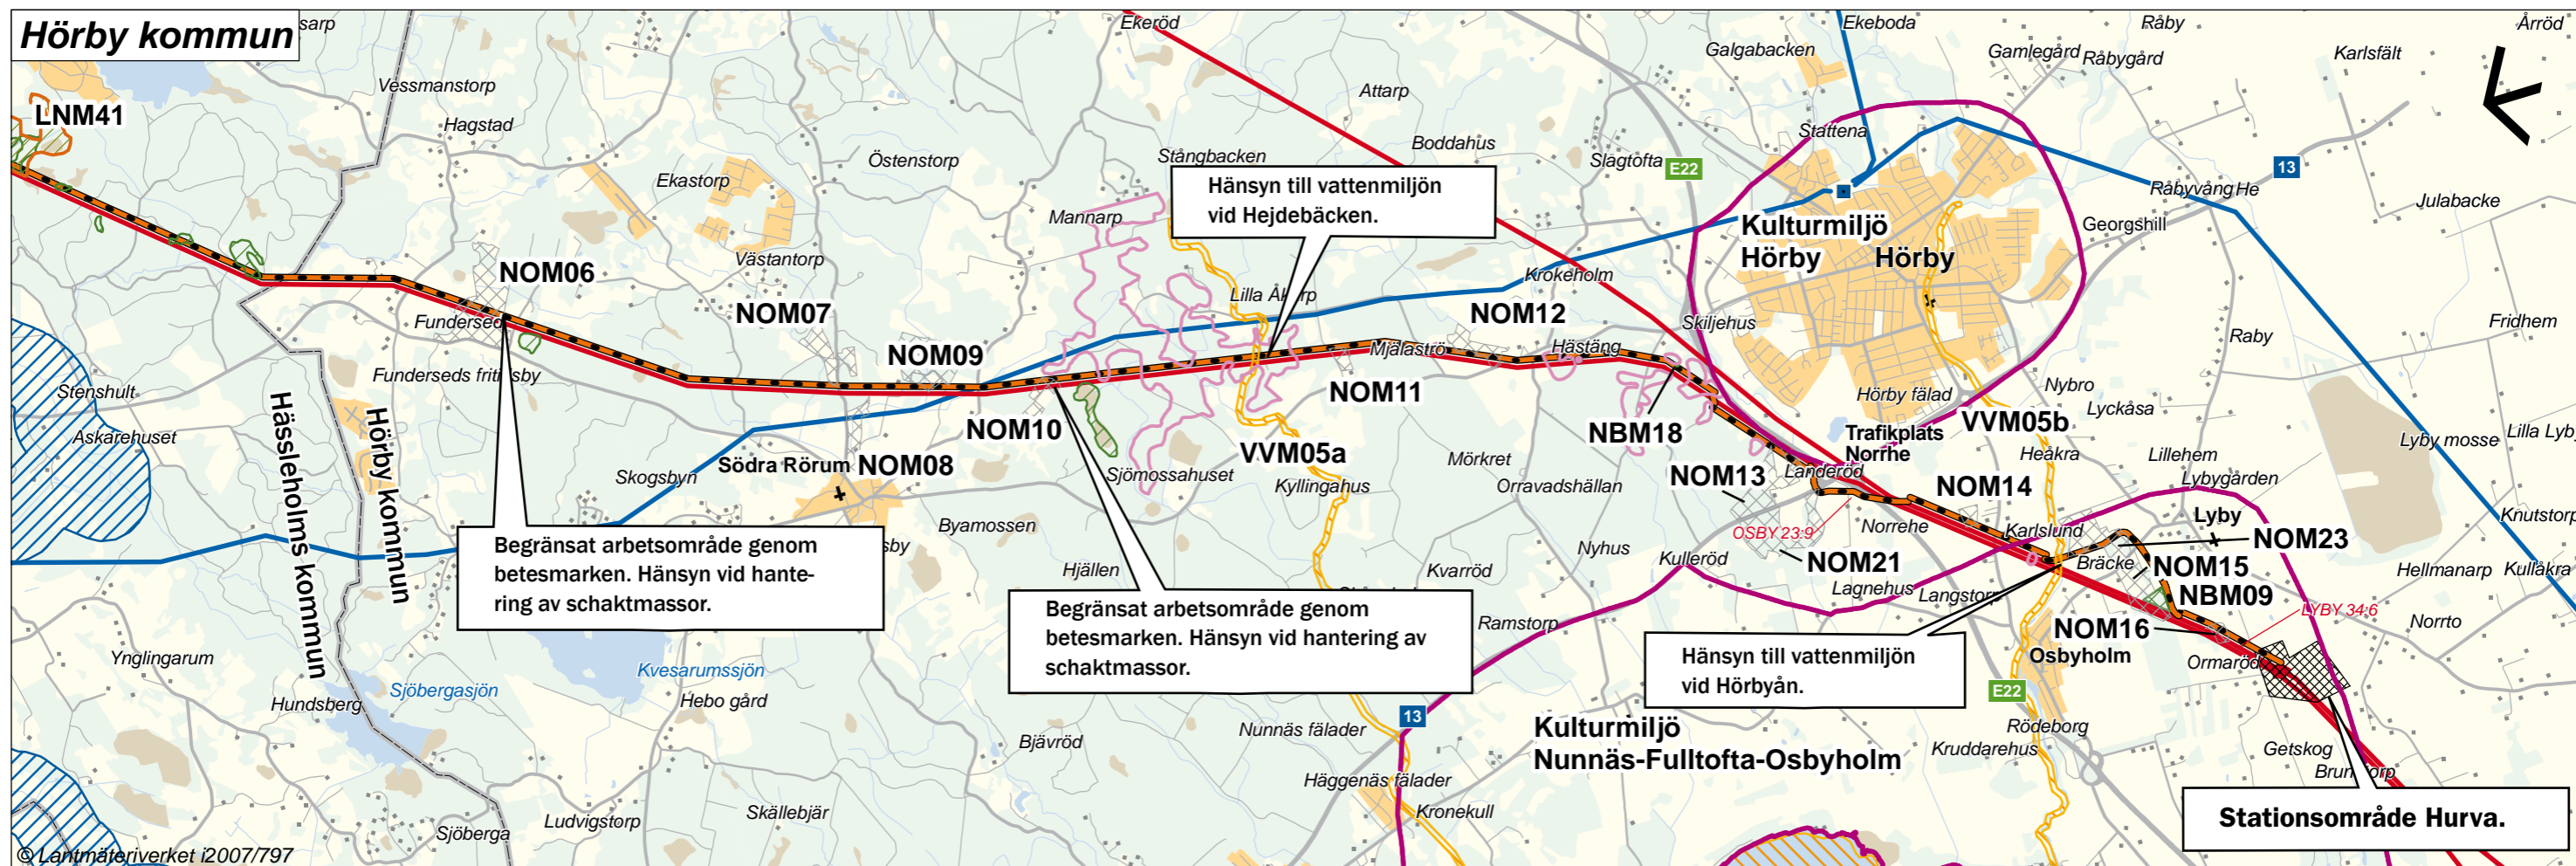 Hörby kommun
sarp
Ekeröd
Ekeboda
Råby
Årröd
Galgabacken
Gamlegård
Råbygård
Karlsfält
Vessmanstorp
Attarp
LNM41
Hagstad
Boddahus
Stattena
Östenstorp
Stångbacken
Slagtofta
E22
13
Ekastorp
Hänsyn till vattenmiljön
vid Hejdebäcken.
Råbyvång
He
Julabacke
Mannarp
Kulturmiljö
Hörby
Hörby
Georgshill
Västantorp
NOM06
Krokeholm
Lilla Åkarp
NOM07
NOM12
Skiljehus
Fridhem
Fundersed
Raby
NOM09
Mjälaströ
Hästäng
Funderseds
Stenshult
NOM11
Hörby fälad
Nybro
Lyckåsa
Askarehuset
Hässleholms kommun
Hörby kommun
NOM10
NBM18
VVM05b
Trafikplats
Norrhe
Lyby mosse
Lilla Lyby
VVM05a
Heåkra
Lillehem
Södra Rörum
NOM08
Skogsbyn
Sjömossahuset
Mörkret
NOM13
Landeröd
Lybygården
Kyllingahus
Orravadshällan
NOM14
Byamossen
OSBY 23:9
Norrehe
Karlslund
Lyby
Knutstorp
NOM23
Begränsat arbetsområde genom
betesmarken. Hänsyn vid hante-
ring av schaktmassor.
sby
Nyhus
Kulleröd
NOM21
Bräcke
NOM15
Hjällen
Kvarröd
Lagnehus
Langstorp
NBM09
Hellmanarp
Kullåkra
Begränsat arbetsområde genom
betesmarken. Hänsyn vid hantering av
schaktmassor.
Ramstorp
LYBY 34:6
Norrto
NOM16
Hänsyn till vattenmiljön
vid Hörbyån.
Osbyholm
Ormaröd
Ynglingarum
Kvesarumssjön
Sjöbergasjön
Hundsberg
Hebo gård
E22
13
Nunnäs fälader
Kulturmiljö
Nunnäs-Fulltofta-Osbyholm
Rödeborg
Bjävröd
Kruddarehus
Getskog
Häggenäs fälader
Stationsområde Hurva.
Skällebjär
Kronekull
Ludvigstorp
Sjöberga
© Lantmäteriverket i2007/797